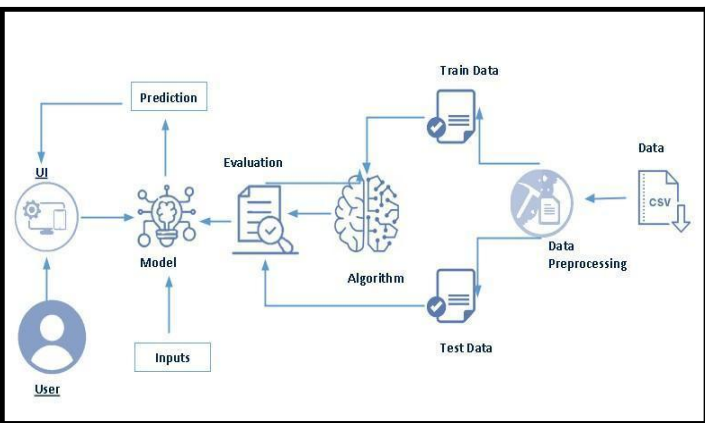 Train Data
Prediction
Data
Evaluation
UI
CSV
Model
Algorithm
Data
Preprocessing
Inputs
Test Data
User